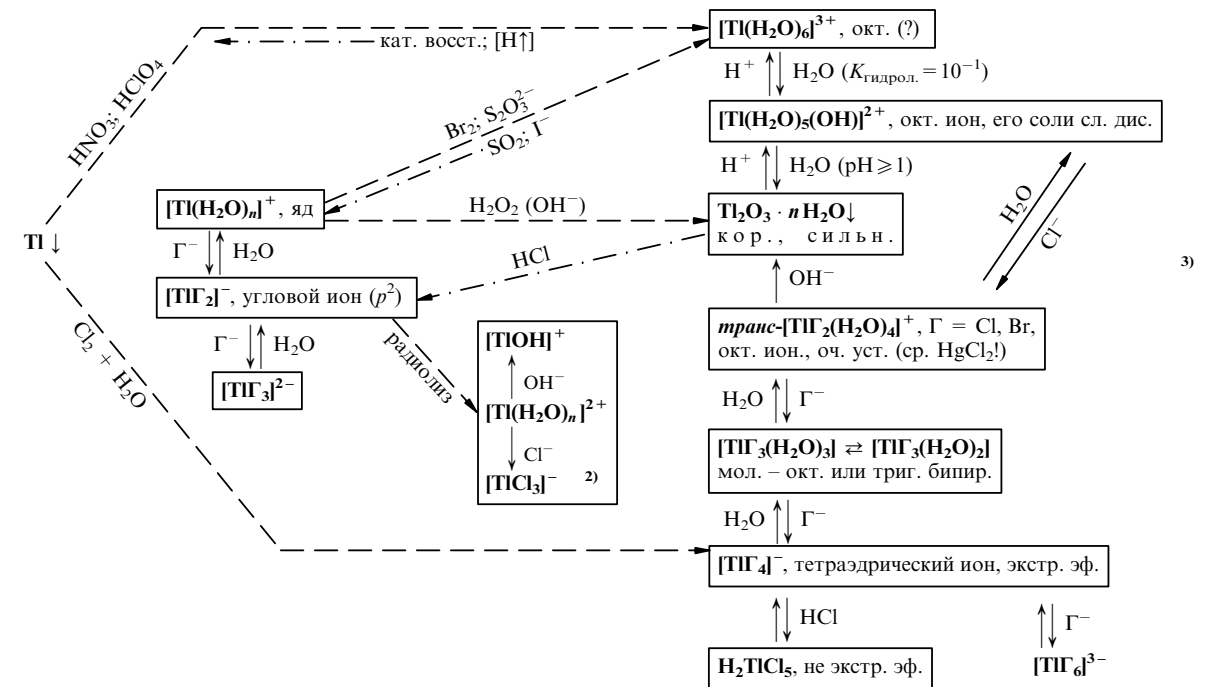 [Tl(H₂O)₆]³⁺, окт. (?)
кат. восст.; [H↑]
HNO₃; HClO₄
H⁺ H₂O (Kгидрол. = 10⁻¹)
Br₂; S₂O₃²⁻
SO₂; I⁻
[Tl(H₂O)₅(OH)]²⁺, окт. ион, его соли сл. дис.
H⁺ H₂O (pH ⩾ 1)
[Tl(H₂O)ₙ]⁺, яд
H₂O₂ (OH⁻)
Tl₂O₃ · nH₂O↓
кор., сильн.
H₂O
Cl⁻
Tl ↓
Г⁻ H₂O
HCl
3)
OH⁻
[TlГ₂]⁻, угловой ион (p²)
транс-[TlГ₂(H₂O)₄]⁺, Г = Cl, Br,
окт. ион., оч. уст. (ср. HgCl₂!)
Cl₂ + H₂O
Г⁻ H₂O
радиолиз
[TlГ₃]²⁻
[TlOH]⁺
OH⁻
[Tl(H₂O)ₙ]²⁺
Cl⁻
[TlCl₃]⁻ 2)
H₂O Г⁻
[TlГ₃(H₂O)₃] ⇄ [TlГ₃(H₂O)₂]
мол. – окт. или триг. бипир.
H₂O Г⁻
[TlГ₄]⁻, тетраэдрический ион, экстр. эф.
HCl
Г⁻
H₂TlCl₅, не экстр. эф.
[TlГ₆]³⁻